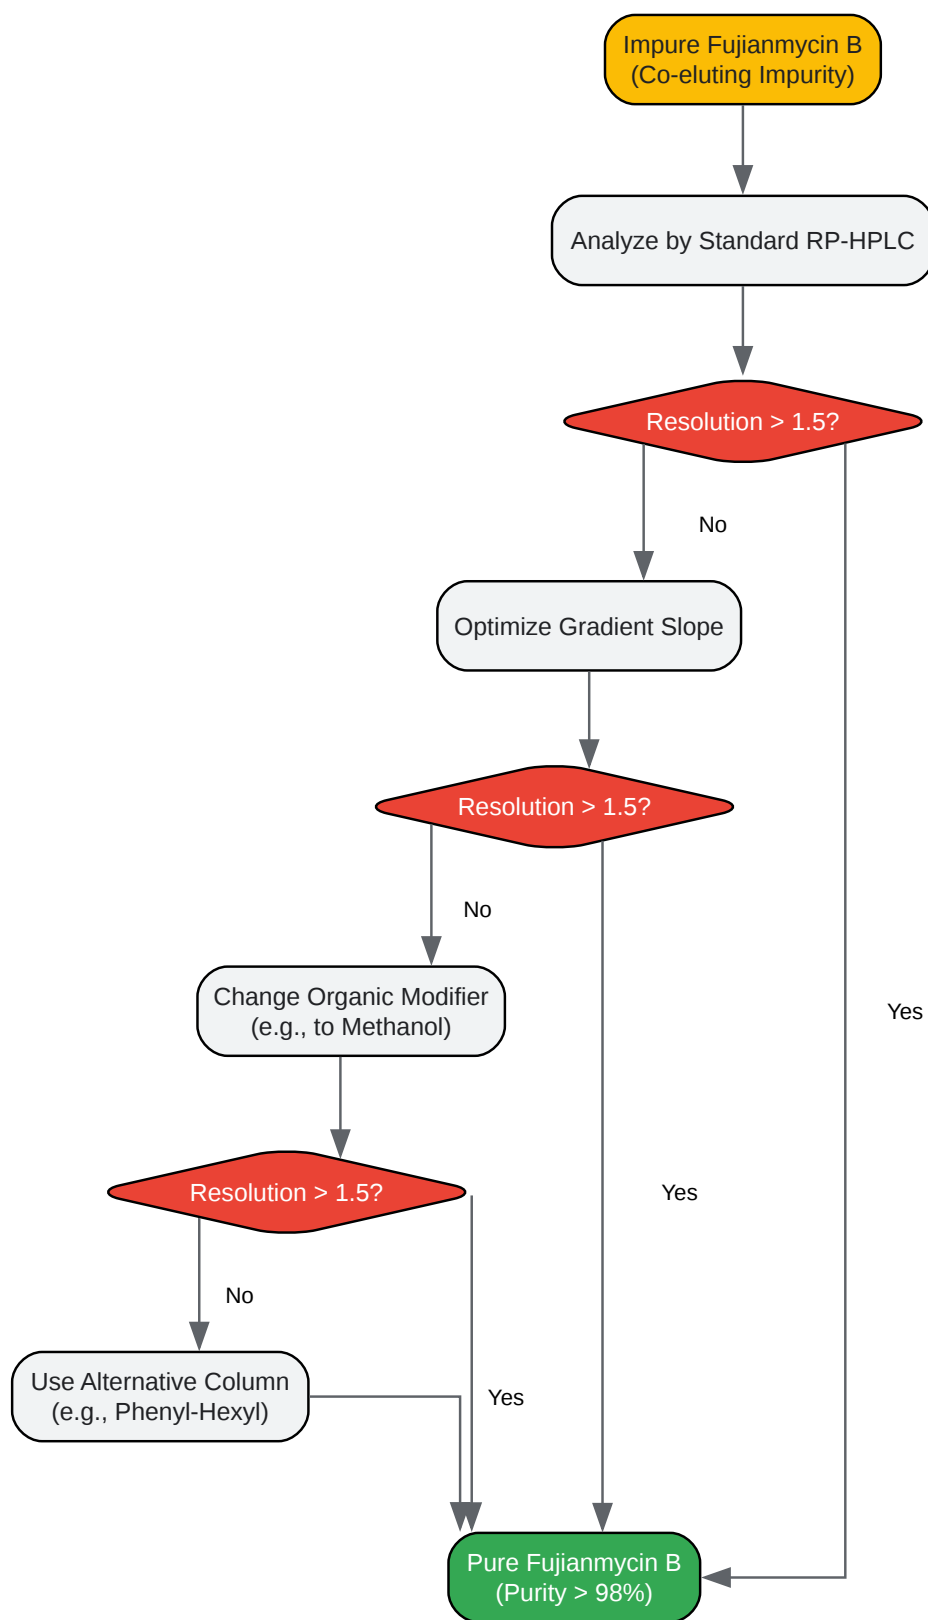 Impure Fujianmycin B
(Co-eluting Impurity)
Analyze by Standard RP-HPLC
Resolution > 1.5?
No
Optimize Gradient Slope
Resolution > 1.5?
No
Change Organic Modifier
(e.g., to Methanol)
Yes
Resolution > 1.5?
Yes
No
Use Alternative Column
(e.g., Phenyl-Hexyl)
Yes
Pure Fujianmycin B
(Purity > 98%)